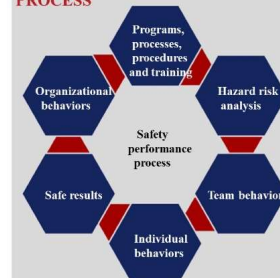 PROCESS
Programs,
processes,
procedures
and training
Organizational
behaviors
Hazard risk
analysis
Safety
performance
process
Safe results
Team behavior
Individual
behaviors